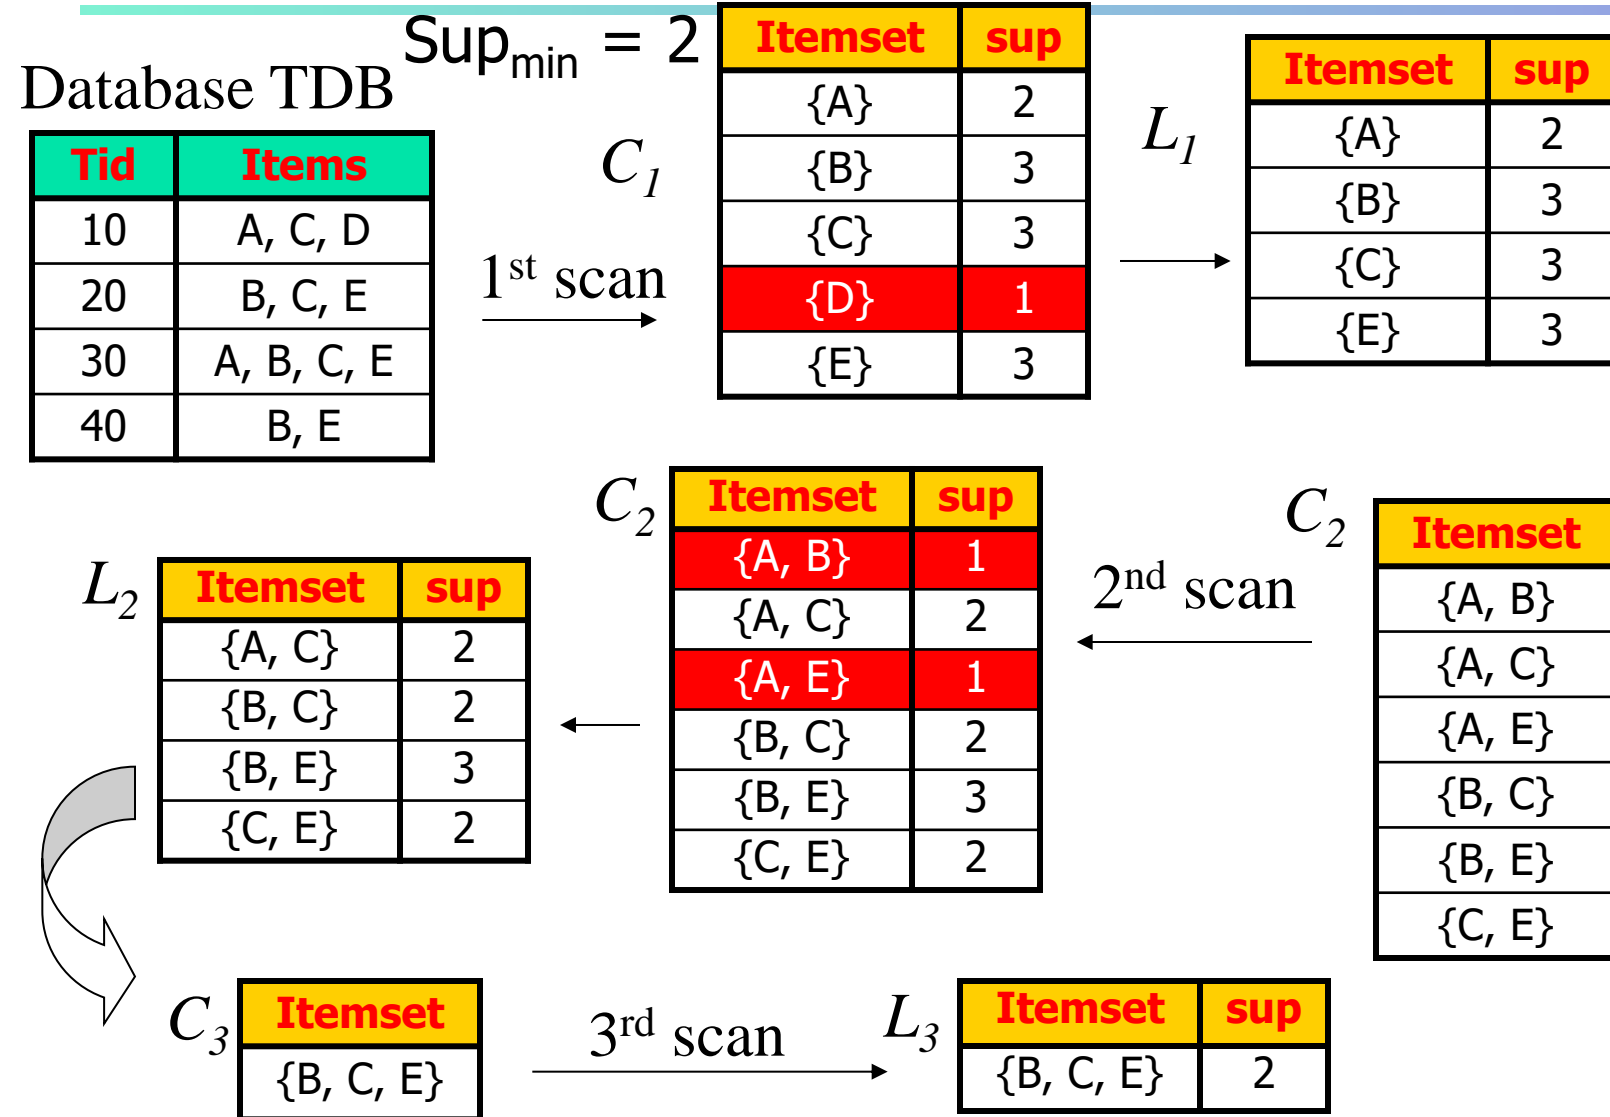 Sup_min = 2
Database TDB
Tid Items
10 A, C, D
20 B, C, E
30 A, B, C, E
40 B, E
1st scan
C1
Itemset sup
{A} 2
{B} 3
{C} 3
{D} 1
{E} 3
L1
Itemset sup
{A} 2
{B} 3
{C} 3
{E} 3
C2
Itemset
{A, B}
{A, C}
{A, E}
{B, C}
{B, E}
{C, E}
2nd scan
C2
Itemset sup
{A, B} 1
{A, C} 2
{A, E} 1
{B, C} 2
{B, E} 3
{C, E} 2
L2
Itemset sup
{A, C} 2
{B, C} 2
{B, E} 3
{C, E} 2
C3
Itemset
{B, C, E}
3rd scan
L3
Itemset sup
{B, C, E} 2